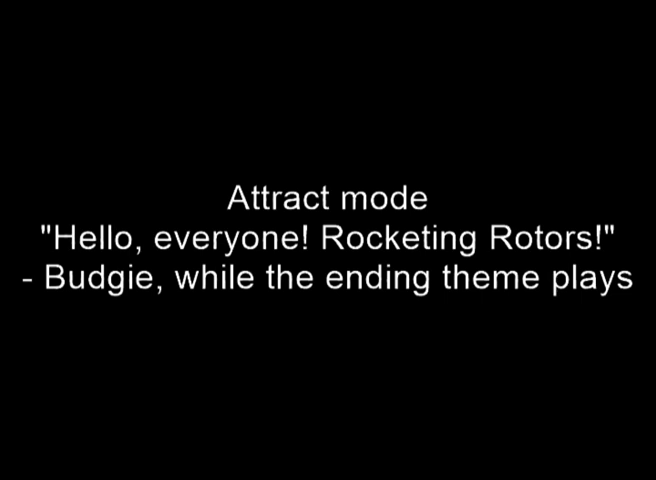 Attract mode
"Hello, everyone! Rocketing Rotors!"
- Budgie, while the ending theme plays